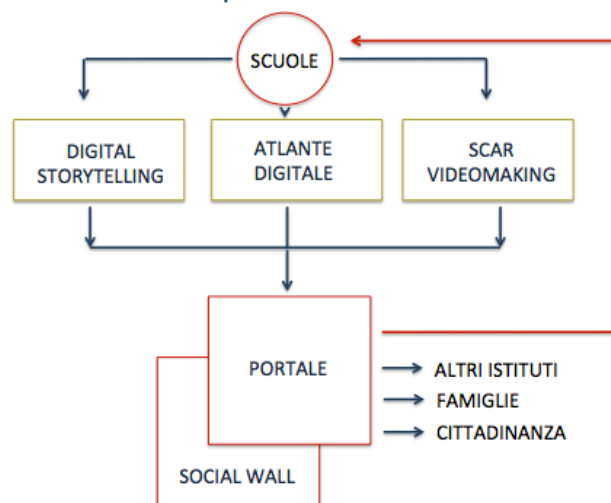 SCUOLE
DIGITAL
STORYTELLING
ATLANTE
DIGITALE
SCAR
VIDEOMAKING
PORTALE
ALTRI ISTITUTI
FAMIGLIE
CITTADINANZA
SOCIAL WALL